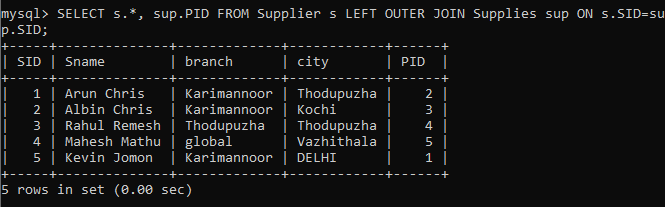 mysql> SELECT s.*, sup.PID FROM Supplier s LEFT OUTER JOIN Supplies sup ON s.SID=su
p.SID;
+-----+--------------+-------------+------------+------+
| SID | Sname        | branch      | city       | PID  |
+-----+--------------+-------------+------------+------+
|   1 | Arun Chris   | Karimannoor | Thodupuzha |    2 |
|   2 | Albin Chris  | Karimannoor | Kochi      |    3 |
|   3 | Rahul Remesh | Thodupuzha  | Thodupuzha |    4 |
|   4 | Mahesh Mathu | global      | Vazhithala |    5 |
|   5 | Kevin Jomon  | Karimannoor | DELHI      |    1 |
+-----+--------------+-------------+------------+------+
5 rows in set (0.00 sec)